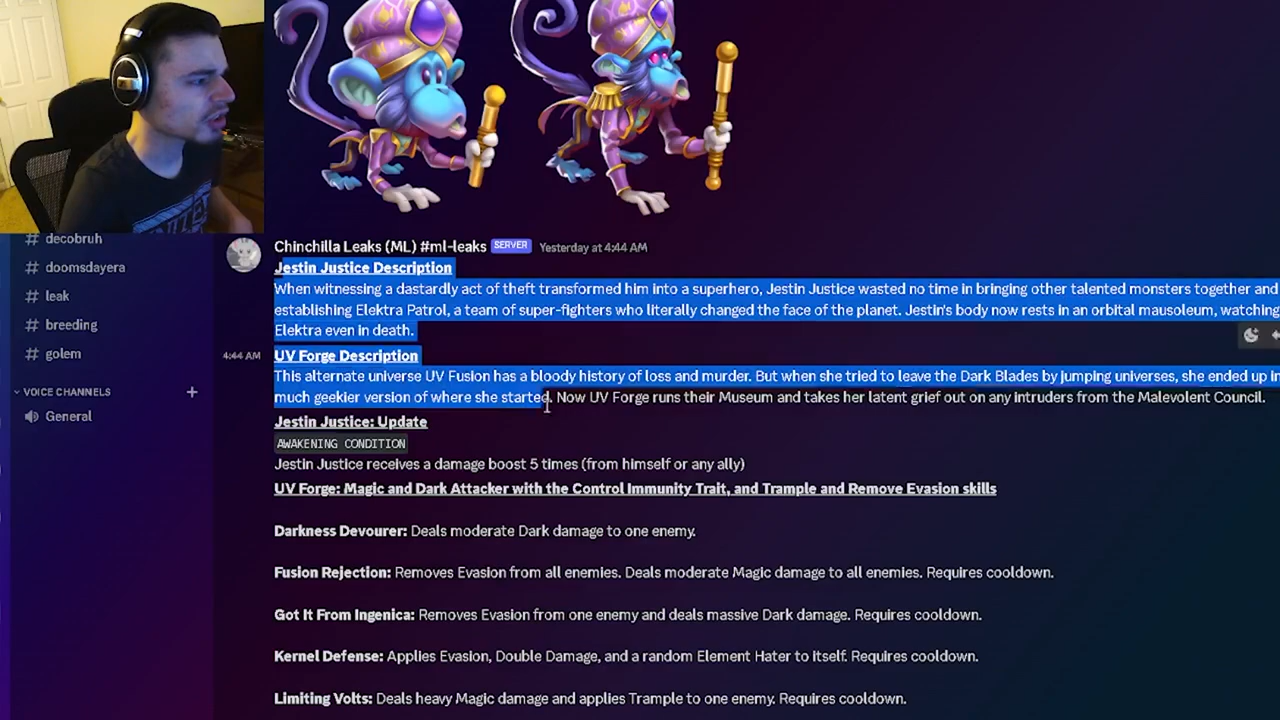 # decobruh
# doomsdayera
# leak
# breeding
# golem
VOICE CHANNELS +
General
Chinchilla Leaks (ML) #ml-leaks SERVER Yesterday at 4:44 AM
Jestin Justice Description
When witnessing a dastardly act of theft transformed him into a superhero, Jestin Justice wasted no time in bringing other talented monsters together and
establishing Elektra Patrol, a team of super-fighters who literally changed the face of the planet. Jestin's body now rests in an orbital mausoleum, watching
Elektra even in death.
4:44 AM UV Forge Description
This alternate universe UV Fusion has a bloody history of loss and murder. But when she tried to leave the Dark Blades by jumping universes, she ended up in
much geekier version of where she started. Now UV Forge runs their Museum and takes her latent grief out on any intruders from the Malevolent Council.
Jestin Justice: Update
AWAKENING CONDITION
Jestin Justice receives a damage boost 5 times (from himself or any ally)
UV Forge: Magic and Dark Attacker with the Control Immunity Trait, and Trample and Remove Evasion skills
Darkness Devourer: Deals moderate Dark damage to one enemy.
Fusion Rejection: Removes Evasion from all enemies. Deals moderate Magic damage to all enemies. Requires cooldown.
Got It From Ingenica: Removes Evasion from one enemy and deals massive Dark damage. Requires cooldown.
Kernel Defense: Applies Evasion, Double Damage, and a random Element Hater to itself. Requires cooldown.
Limiting Volts: Deals heavy Magic damage and applies Trample to one enemy. Requires cooldown.